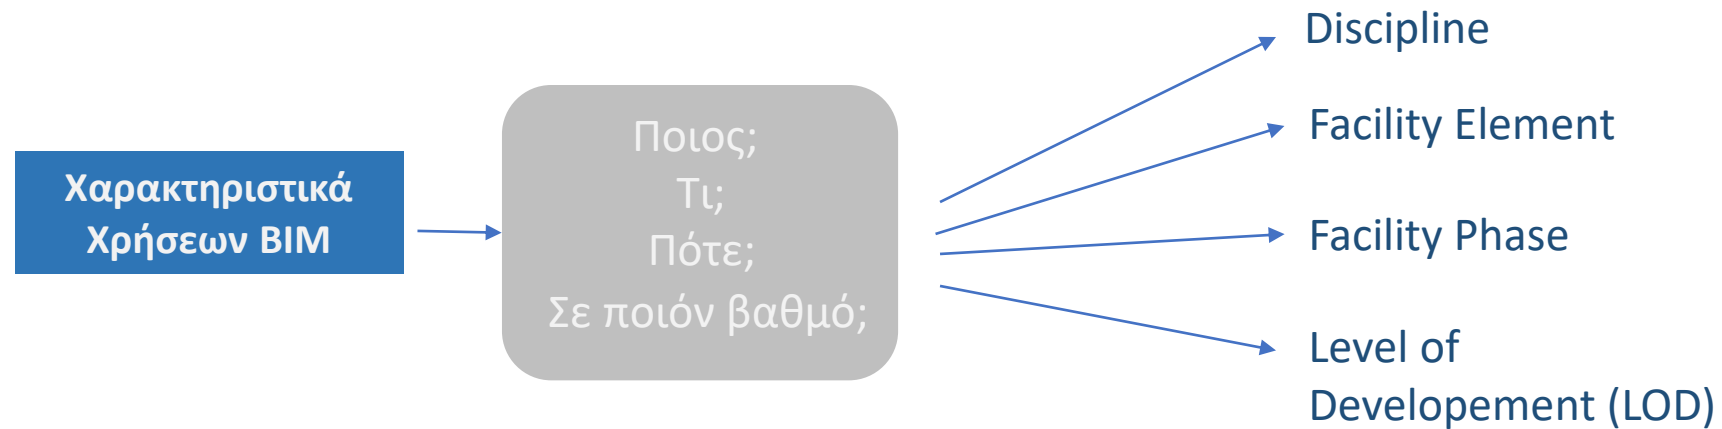 Χαρακτηριστικά
Χρήσεων BIM
Ποιος;
Τι;
Πότε;
Σε ποιόν βαθμό;
Discipline
Facility Element
Facility Phase
Level of
Developement (LOD)